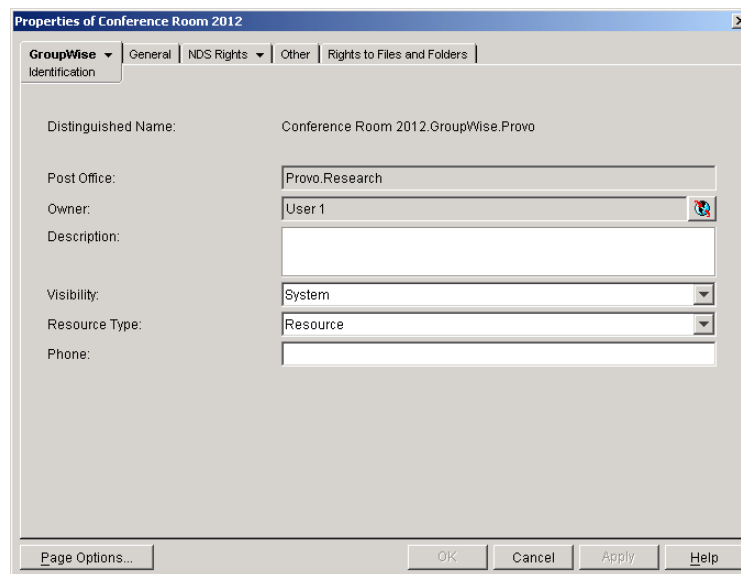 Properties of Conference Room 2012
GroupWise General NDS Rights Other Rights to Files and Folders
Identification
Distinguished Name: Conference Room 2012.GroupWise.Provo
Post Office: Provo.Research
Owner: User 1
Description:
Visibility: System
Resource Type: Resource
Phone:
Page Options... OK Cancel Apply Help